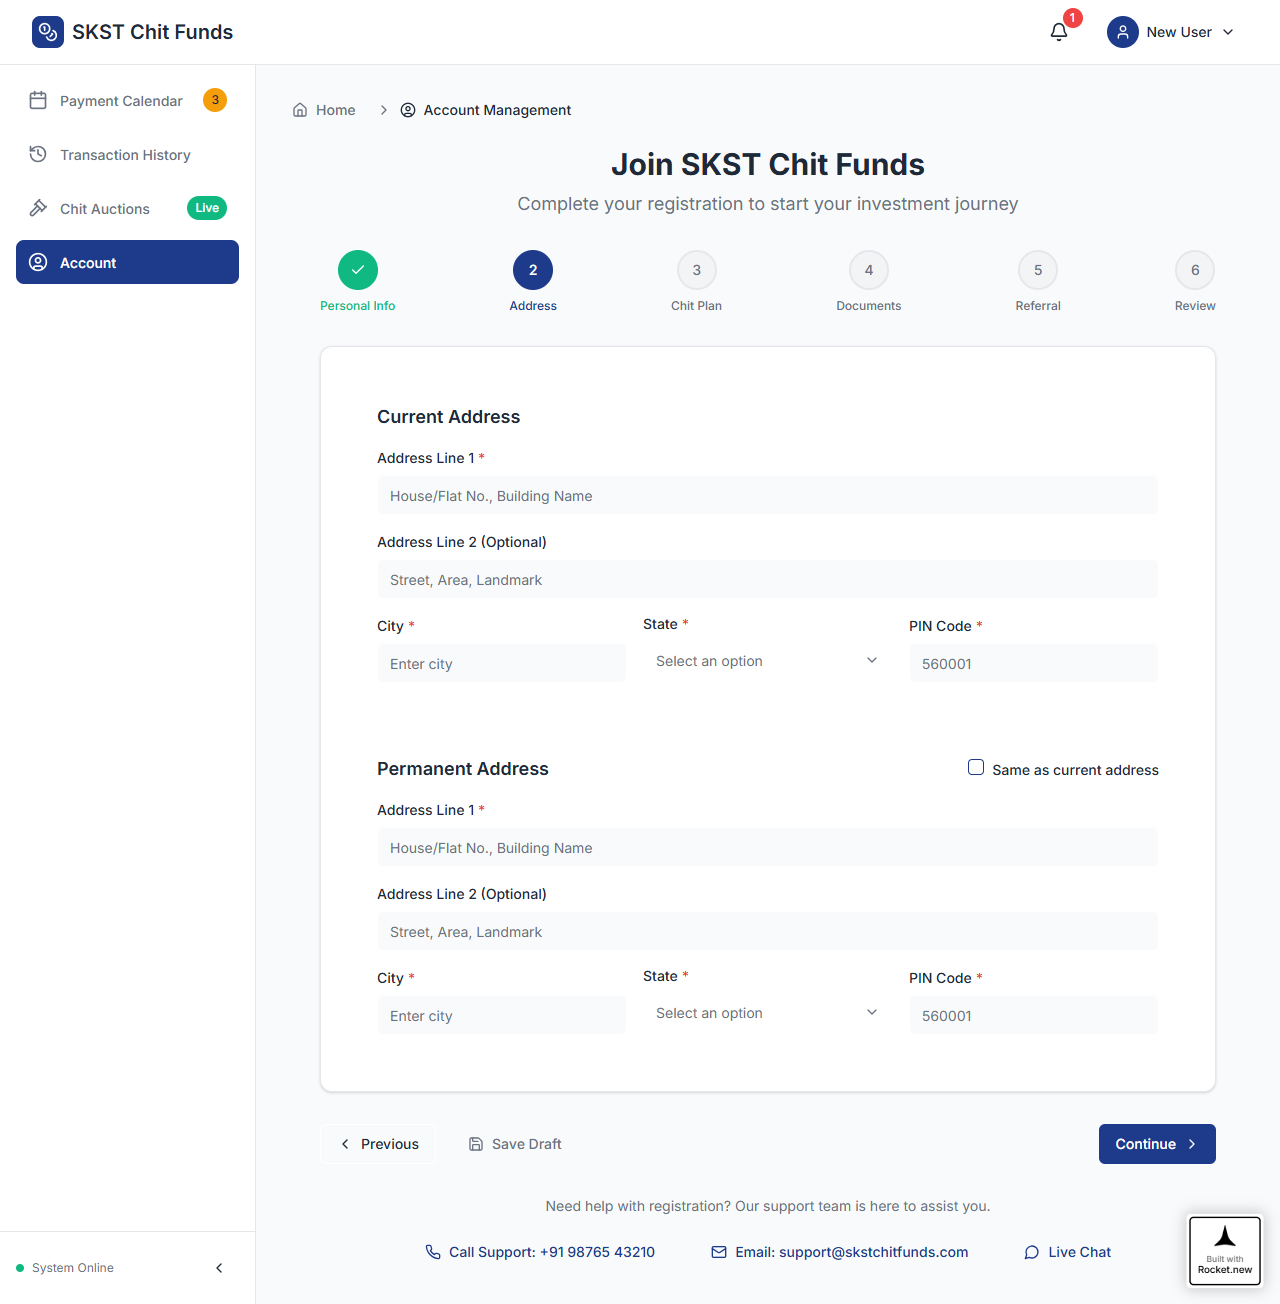 SKST Chit Funds
1
New User
Payment Calendar 3
Transaction History
Chit Auctions Live
Account
Home
Account Management
Join SKST Chit Funds
Complete your registration to start your investment journey
2 3 4 5 6
Personal Info Address Chit Plan Documents Referral Review
Current Address
Address Line 1 *
House/Flat No., Building Name
Address Line 2 (Optional)
Street, Area, Landmark
City * State * PIN Code *
Enter city Select an option 560001
Permanent Address
Same as current address
Address Line 1 *
House/Flat No., Building Name
Address Line 2 (Optional)
Street, Area, Landmark
City * State * PIN Code *
Enter city Select an option 560001
Previous Save Draft Continue
Need help with registration? Our support team is here to assist you.
Call Support: +91 98765 43210 Email: support@skstchitfunds.com Live Chat
System Online
Built with
Rocket.new